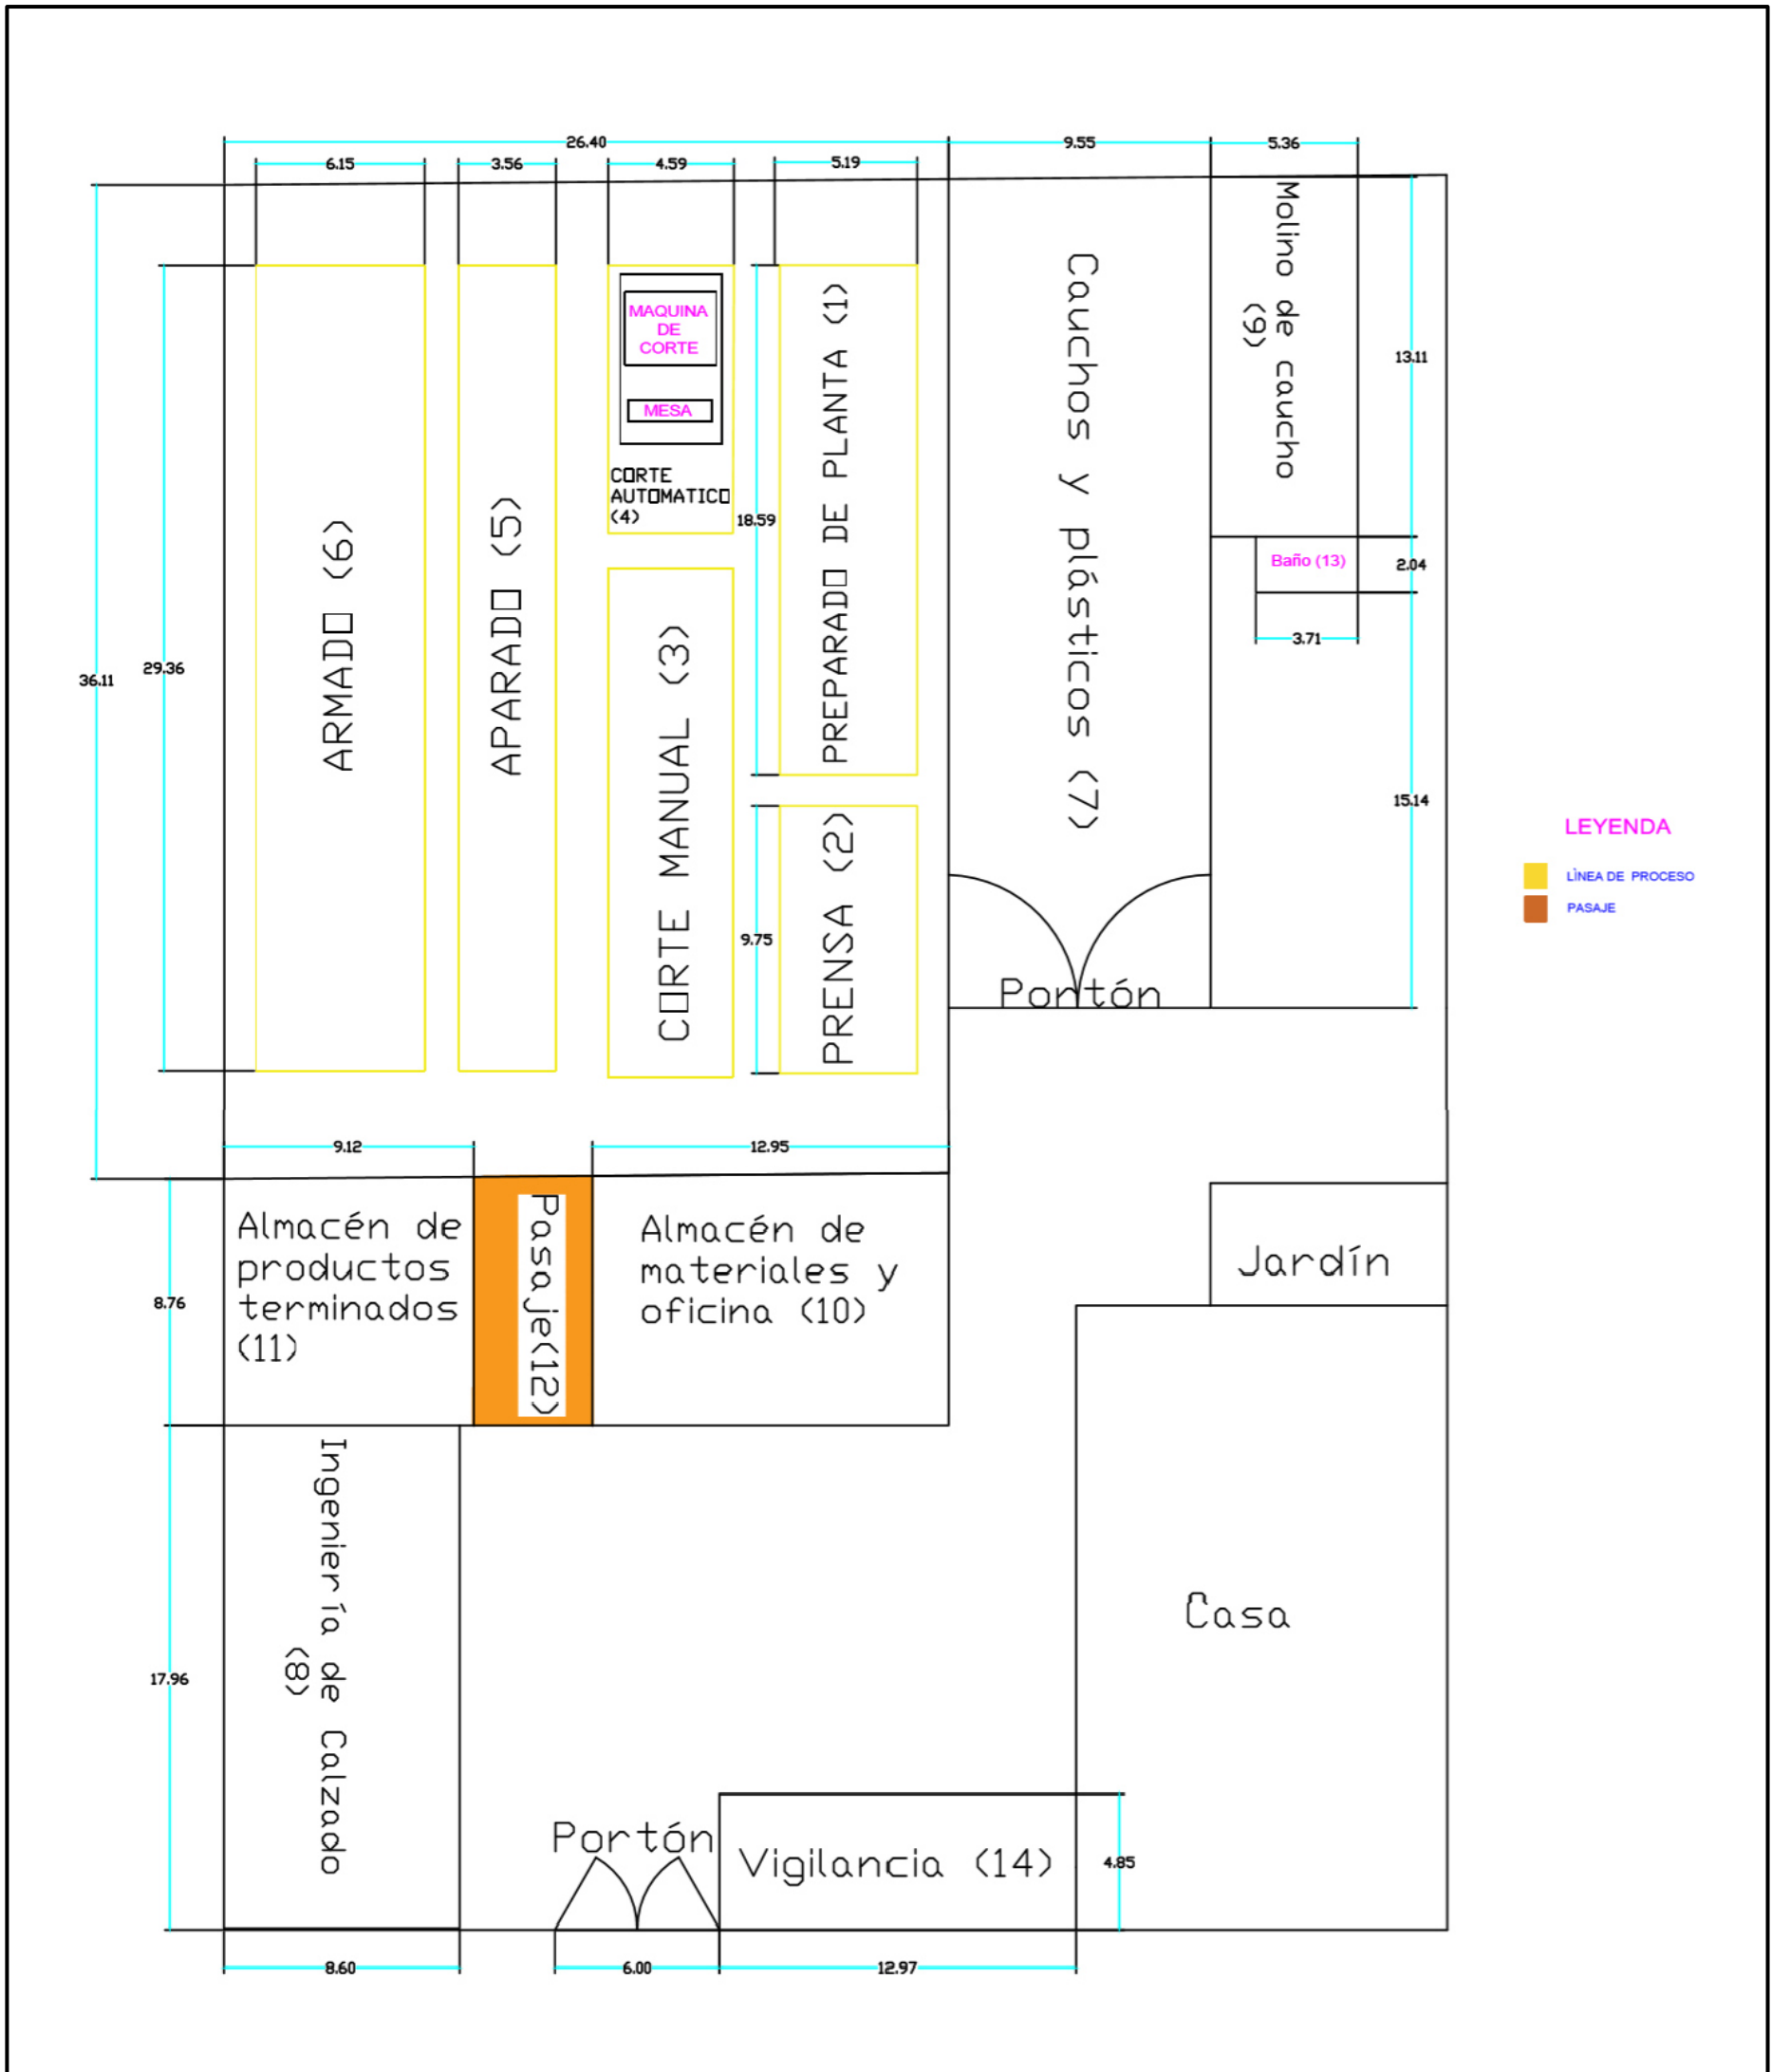 26.40
9.55
5.36
6.15
3.56
4.59
5.19
36.11
29.36
ARMADO (6)
APARADO (5)
MAQUINA
DE
CORTE
MESA
CORTE
AUTOMATICO
(4)
CORTE MANUAL (3)
18.59
9.75
PREPARADO DE PLANTA (1)
PRENSA (2)
Cauchos y plásticos (7)
Portón
Molino de caucho
(9)
Baño (13)
13.11
2.04
3.71
15.14
LEYENDA
LÌNEA DE PROCESO
PASAJE
9.12
12.95
8.76
Almacén de
productos
terminados
(11)
Pasaje(12)
Almacén de
materiales y
oficina (10)
Jardín
Casa
17.96
Ingeniería de Calzado
(8)
Portón
Vigilancia (14)
4.85
8.60
6.00
12.97